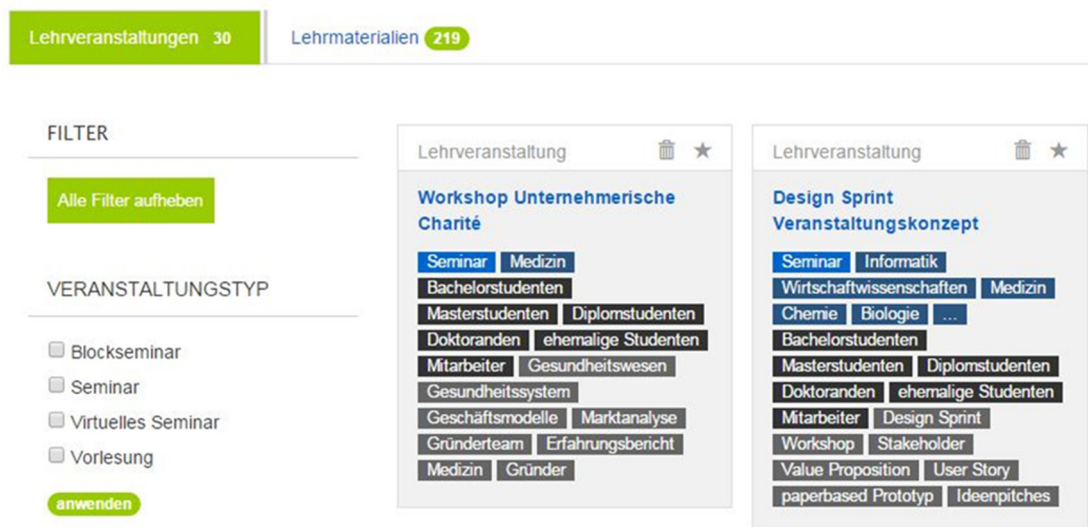 Lehrveranstaltungen 30 Lehrmaterialien 219
FILTER
Alle Filter aufheben
VERANSTALTUNGSTYP
Blockseminar
Seminar
Virtuelles Seminar
Vorlesung
anwenden
Lehrveranstaltung
Workshop Unternehmerische
Charité
Seminar Medizin
Bachelorstudenten
Masterstudenten Diplomstudenten
Doktoranden ehemalige Studenten
Mitarbeiter Gesundheitswesen
Gesundheitssystem
Geschäftsmodelle Marktanalyse
Gründerteam Erfahrungsbericht
Medizin Gründer
Lehrveranstaltung
Design Sprint
Veranstaltungskonzept
Seminar Informatik
Wirtschaftwissenschaften Medizin
Chemie Biologie ...
Bachelorstudenten
Masterstudenten Diplomstudenten
Doktoranden ehemalige Studenten
Mitarbeiter Design Sprint
Workshop Stakeholder
Value Proposition User Story
paperbased Prototyp Ideenpitches